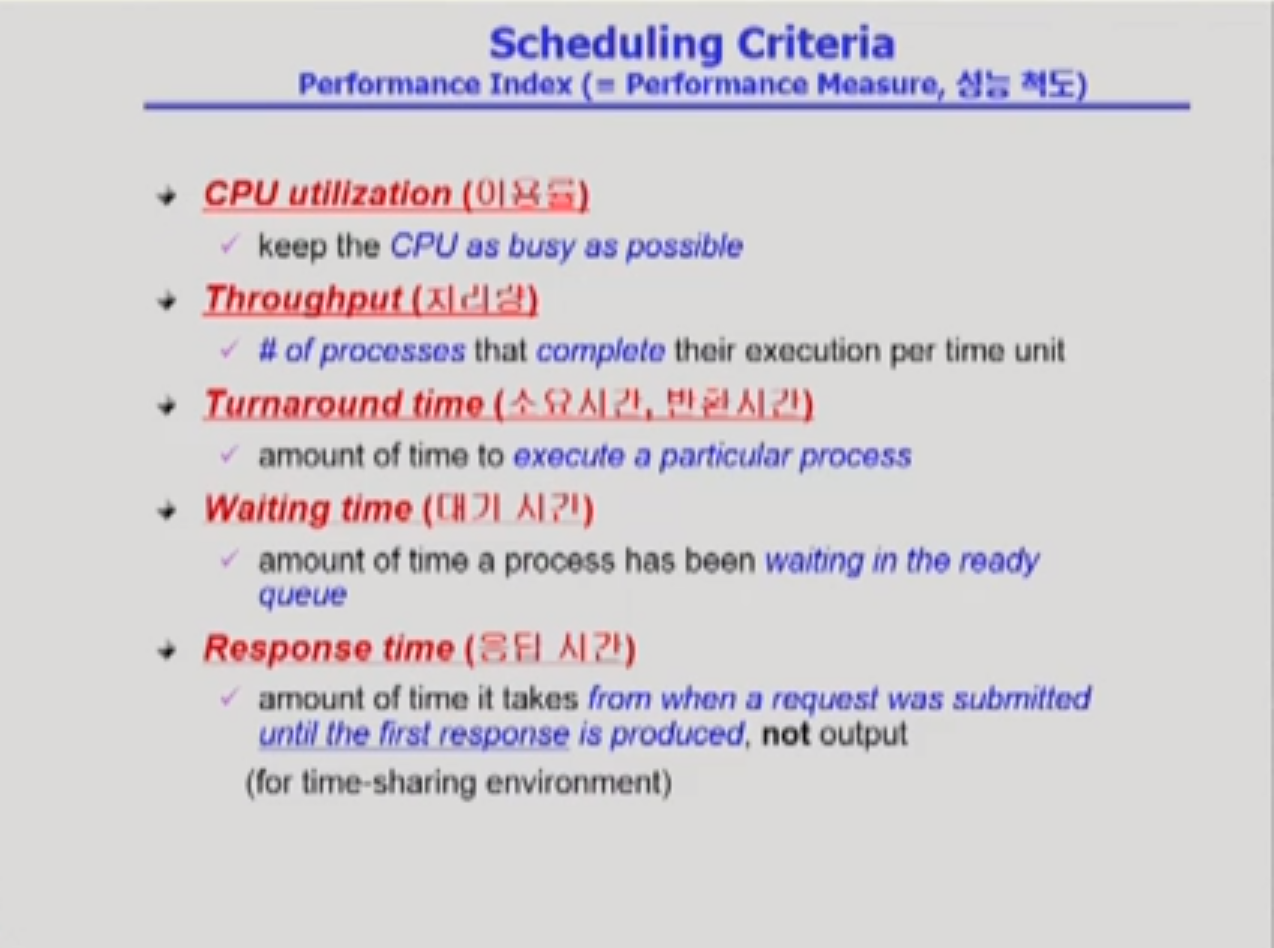 Scheduling Criteria
Performance Index (= Performance Measure, 성능 척도)
CPU utilization (이용률)
✓ keep the CPU as busy as possible
Throughput (처리량)
✓ # of processes that complete their execution per time unit
Turnaround time (소요시간, 반환시간)
✓ amount of time to execute a particular process
Waiting time (대기 시간)
✓ amount of time a process has been waiting in the ready
queue
Response time (응답 시간)
✓ amount of time it takes from when a request was submitted
until the first response is produced, not output
(for time-sharing environment)